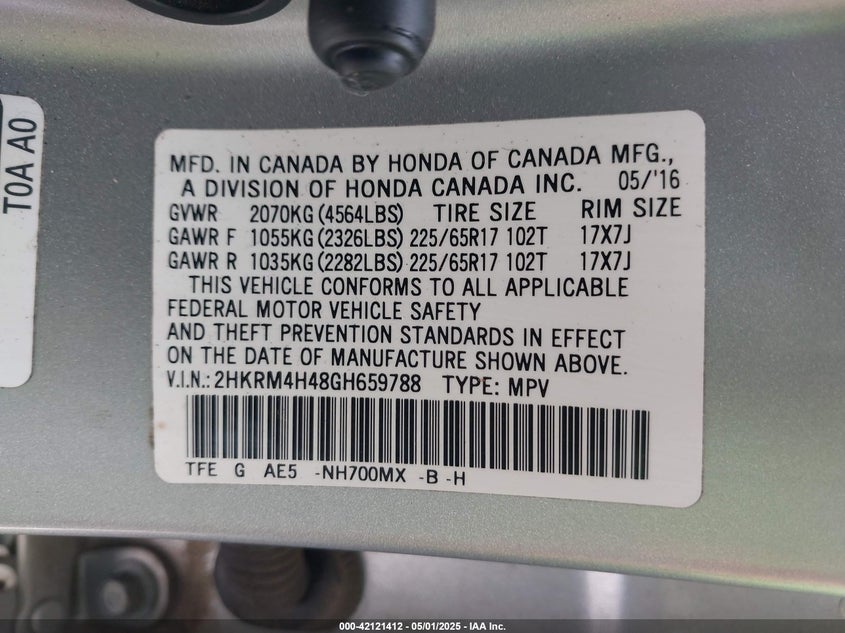 T0A A0
MFD. IN CANADA BY HONDA OF CANADA MFG.,
A DIVISION OF HONDA CANADA INC. 05/'16
GVWR 2070KG (4564LBS) TIRE SIZE RIM SIZE
GAWR F 1055KG (2326LBS) 225/65R17 102T 17X7J
GAWR R 1035KG (2282LBS) 225/65R17 102T 17X7J
THIS VEHICLE CONFORMS TO ALL APPLICABLE
FEDERAL MOTOR VEHICLE SAFETY
AND THEFT PREVENTION STANDARDS IN EFFECT
ON THE DATE OF MANUFACTURE SHOWN ABOVE.
V.I.N.: 2HKRM4H48GH659788 TYPE: MPV
TFE G AE5 -NH700MX -B -H
000-42121412 - 05/01/2025 - IAA Inc.